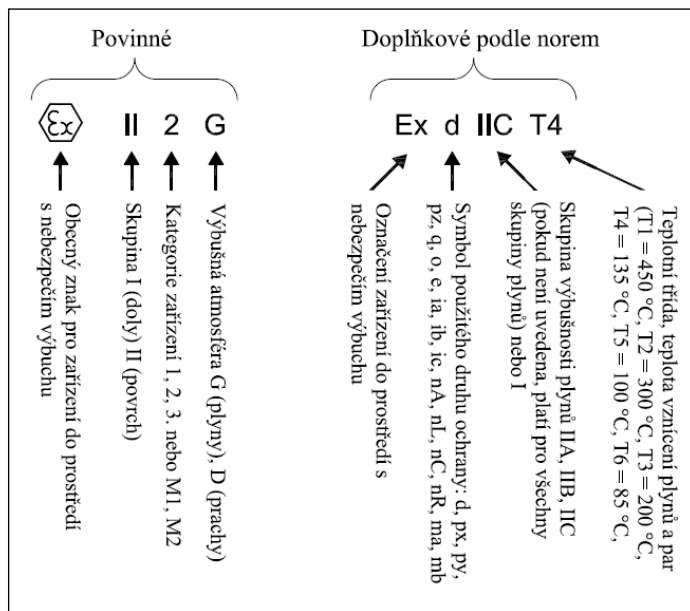 Povinné
Doplňkové podle norem
Ex II 2 G
Ex d IIC T4
Obecný znak pro zařízení do prostředí
s nebezpečím výbuchu
Skupina I (doly) II (povrch)
Kategorie zařízení 1, 2, 3. nebo M1, M2
Výbušná atmosféra G (plyny), D (prachy)
Označení zařízení do prostředí s
nebezpečím výbuchu
Symbol použitého druhu ochrany: d, px, py,
pz, q, o, e, ia, ib, ic, nA, nL, nC, nR, ma, mb
Skupina výbušnosti plynů IIA, IIB, IIC
(pokud není uvedena, platí pro všechny
skupiny plynů) nebo I
Teplotní třída, teplota vznícení plynů a par
(T1 = 450 °C, T2 = 300 °C, T3 = 200 °C,
T4 = 135 °C, T5 = 100 °C, T6 = 85 °C,